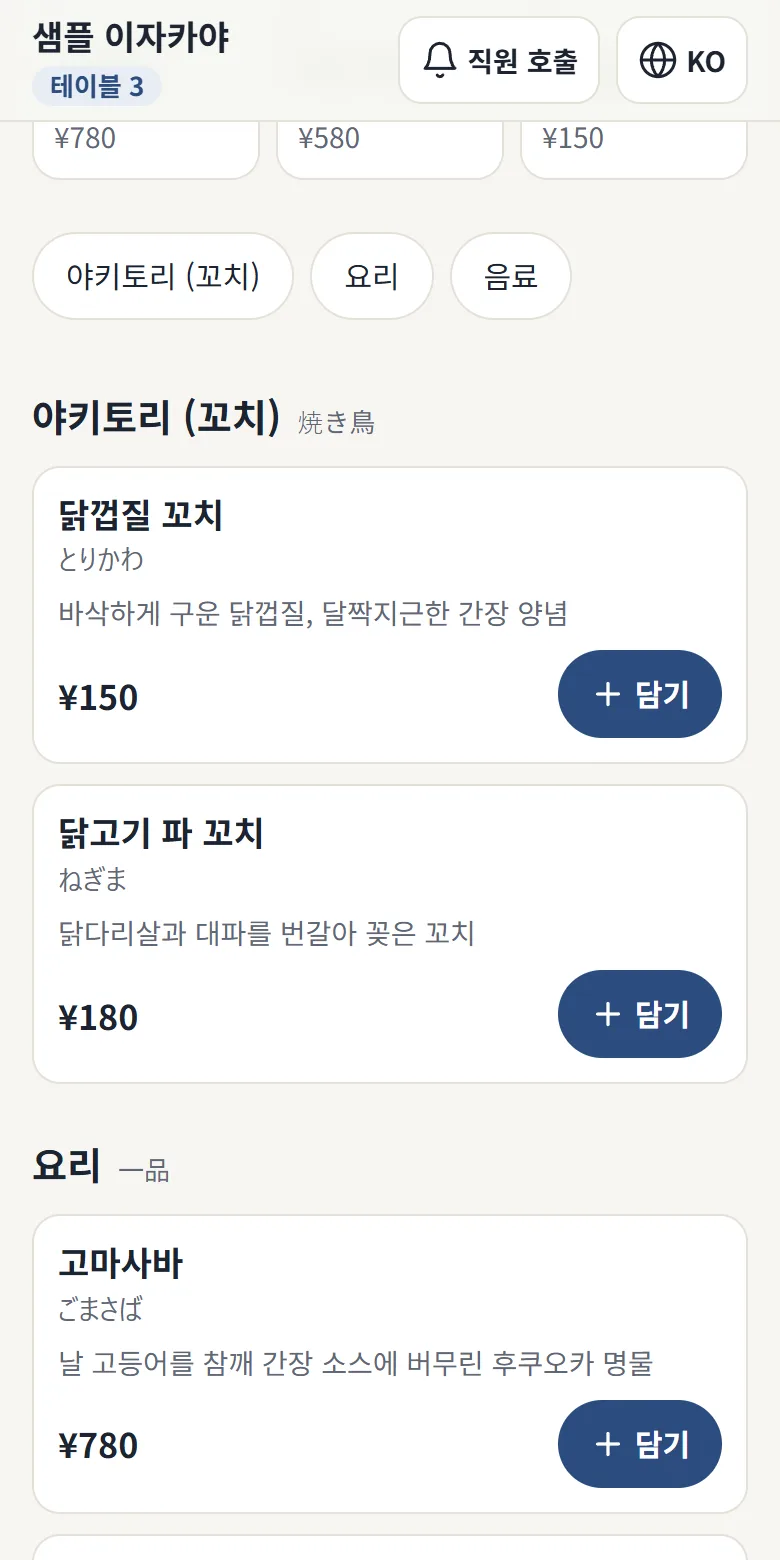 샘플 이자카야
테이블 3
직원 호출
KO
¥780
¥580
¥150
야키토리 (꼬치)
요리
음료
야키토리 (꼬치) 焼き鳥
닭껍질 꼬치
とりかわ
바삭하게 구운 닭껍질, 달짝지근한 간장 양념
¥150
+ 담기
닭고기 파 꼬치
ねぎま
닭다리살과 대파를 번갈아 꽂은 꼬치
¥180
+ 담기
요리 一品
고마사바
ごまさば
날 고등어를 참깨 간장 소스에 버무린 후쿠오카 명물
¥780
+ 담기